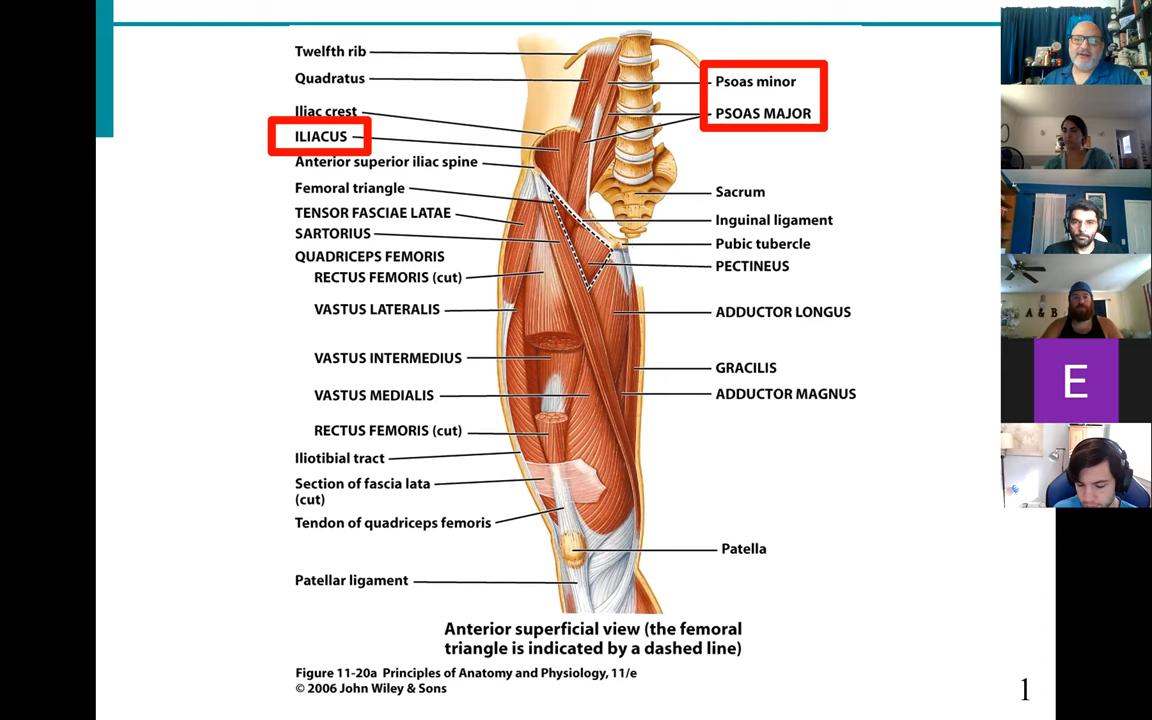 Twelfth rib
Quadratus
Iliac crest
ILIACUS
Anterior superior iliac spine
Femoral triangle
TENSOR FASCIAE LATAE
SARTORIUS
QUADRICEPS FEMORIS
RECTUS FEMORIS (cut)
VASTUS LATERALIS
VASTUS INTERMEDIUS
VASTUS MEDIALIS
RECTUS FEMORIS (cut)
Iliotibial tract
Section of fascia lata
(cut)
Tendon of quadriceps femoris
Patellar ligament
Psoas minor
PSOAS MAJOR
Sacrum
Inguinal ligament
Pubic tubercle
PECTINEUS
ADDUCTOR LONGUS
GRACILIS
ADDUCTOR MAGNUS
Patella
Anterior superficial view (the femoral
triangle is indicated by a dashed line)
Figure 11-20a Principles of Anatomy and Physiology, 11/e
© 2006 John Wiley & Sons
1
A & B
E